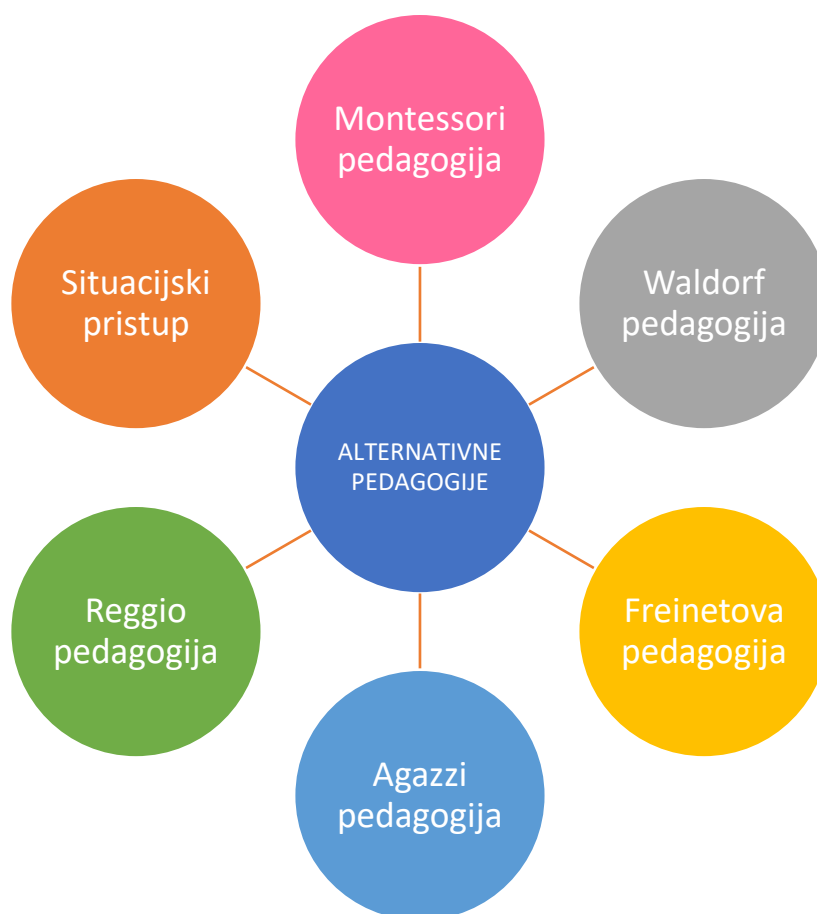 Montessori
pedagogija
Situacijski
pristup
Waldorf
pedagogija
ALTERNATIVNE
PEDAGOGIJE
Reggio
pedagogija
Freinetova
pedagogija
Agazzi
pedagogija